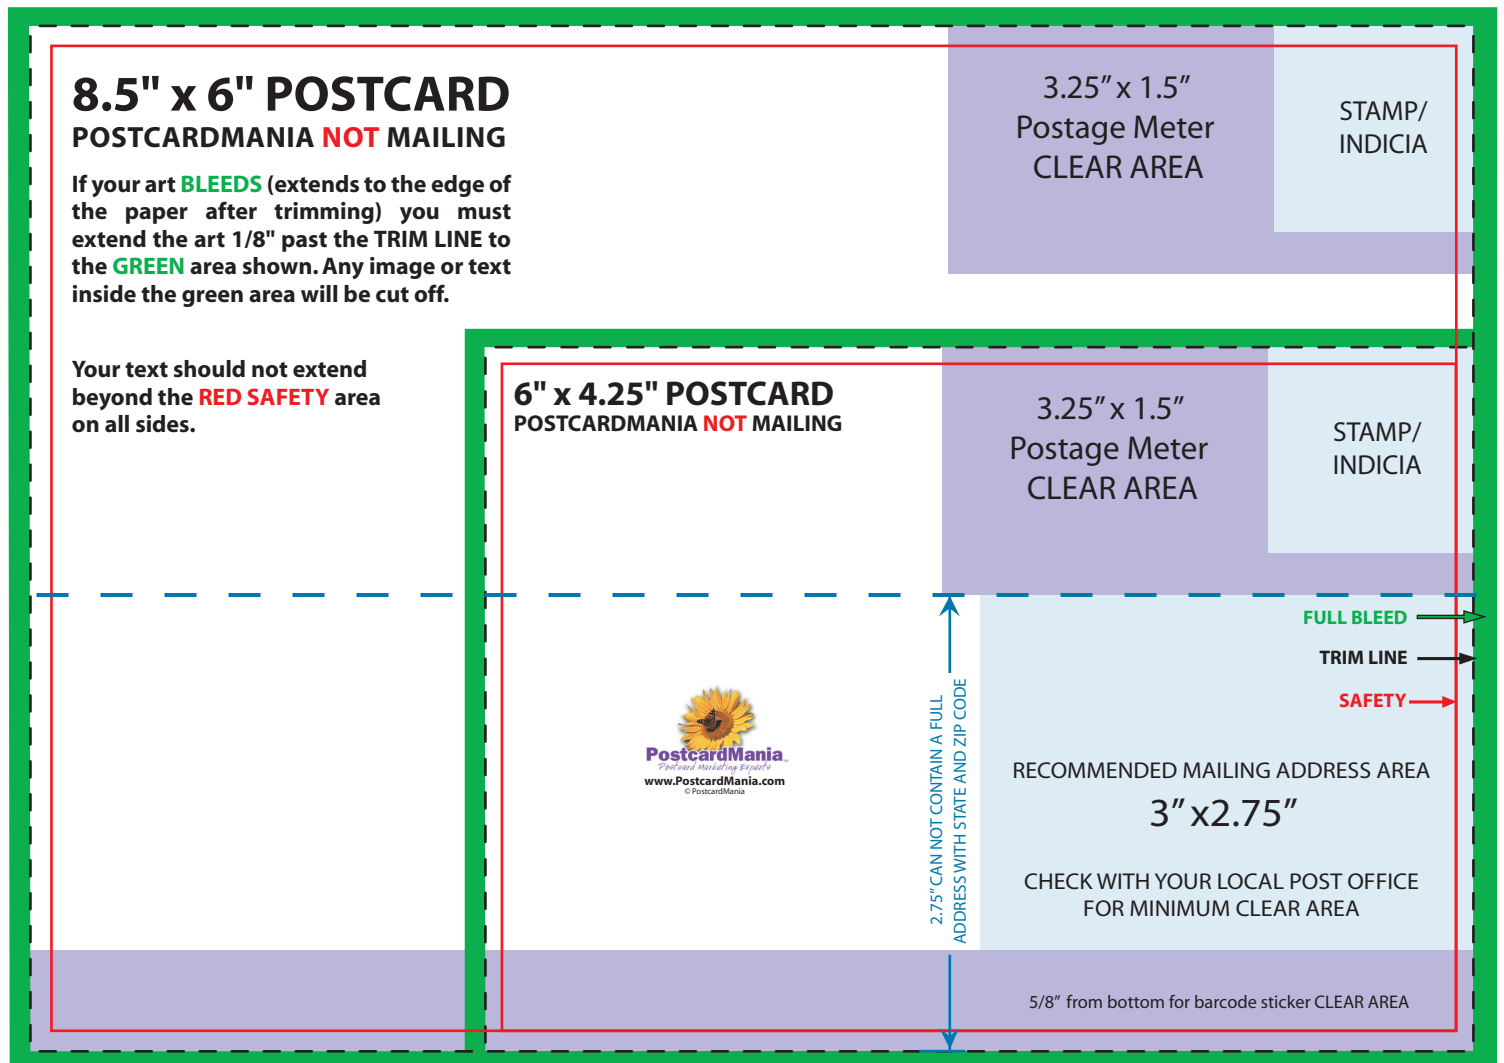 8.5" x 6" POSTCARD
POSTCARDMANIA NOT MAILING
If your art BLEEDS (extends to the edge of
the paper after trimming) you must
extend the art 1/8" past the TRIM LINE to
the GREEN area shown. Any image or text
inside the green area will be cut off.
Your text should not extend
beyond the RED SAFETY area
on all sides.
3.25” x 1.5”
Postage Meter
CLEAR AREA
STAMP/
INDICIA
6" x 4.25" POSTCARD
POSTCARDMANIA NOT MAILING
3.25” x 1.5”
Postage Meter
CLEAR AREA
STAMP/
INDICIA
FULL BLEED
TRIM LINE
SAFETY
PostcardMania™
Postcard Marketing Experts
www.PostcardMania.com
© PostcardMania
2.75” CAN NOT CONTAIN A FULL
ADDRESS WITH STATE AND ZIP CODE
RECOMMENDED MAILING ADDRESS AREA
3” x2.75”
CHECK WITH YOUR LOCAL POST OFFICE
FOR MINIMUM CLEAR AREA
5/8” from bottom for barcode sticker CLEAR AREA